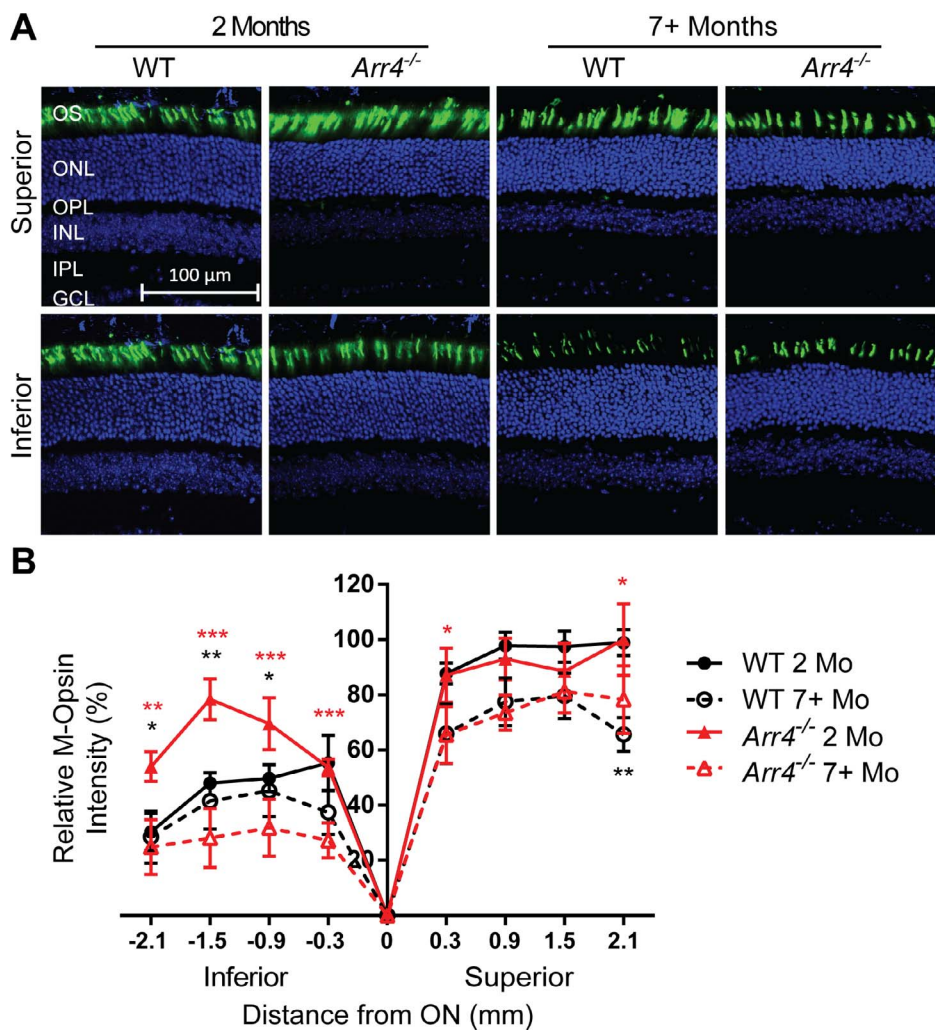 A
2 Months
7+ Months
WT
Arr4-/-
WT
Arr4-/-
Superior
OS
ONL
OPL
INL
IPL
GCL
100 µm
Inferior
B
Relative M-Opsin
Intensity (%)
120
100
80
60
40
20
**
*
***
**
***
*
***
*
*
**
-2.1
-1.5
-0.9
-0.3
0
0.3
0.9
1.5
2.1
Inferior
Superior
Distance from ON (mm)
WT 2 Mo
WT 7+ Mo
Arr4-/- 2 Mo
Arr4-/- 7+ Mo